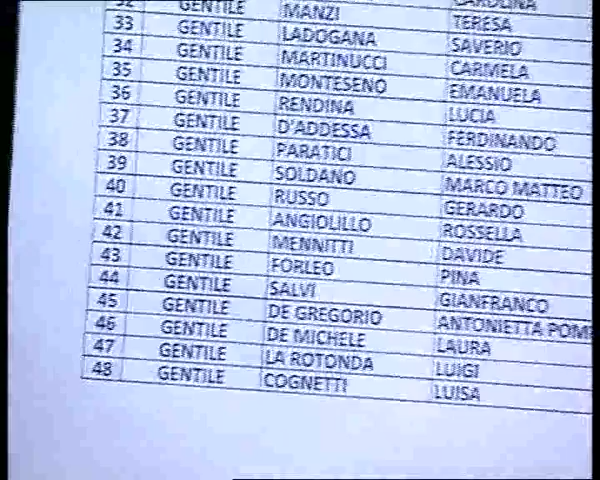 CAROLINA
32 GENTILE MANZI TERESA
33 GENTILE LADOGANA SAVERIO
34 GENTILE MARTINUCCI CARMELA
35 GENTILE MONTESENO EMANUELA
36 GENTILE RENDINA LUCIA
37 GENTILE D'ADDESSA FERDINANDO
38 GENTILE PARATICI ALESSIO
39 GENTILE SOLDANO MARCO MATTEO
40 GENTILE RUSSO GERARDO
41 GENTILE ANGIOLILLO ROSSELLA
42 GENTILE MENNITTI DAVIDE
43 GENTILE FORLEO PINA
44 GENTILE SALVI GIANFRANCO
45 GENTILE DE GREGORIO ANTONIETTA POM
46 GENTILE DE MICHELE LAURA
47 GENTILE LA ROTONDA LUIGI
48 GENTILE COGNETTI LUISA